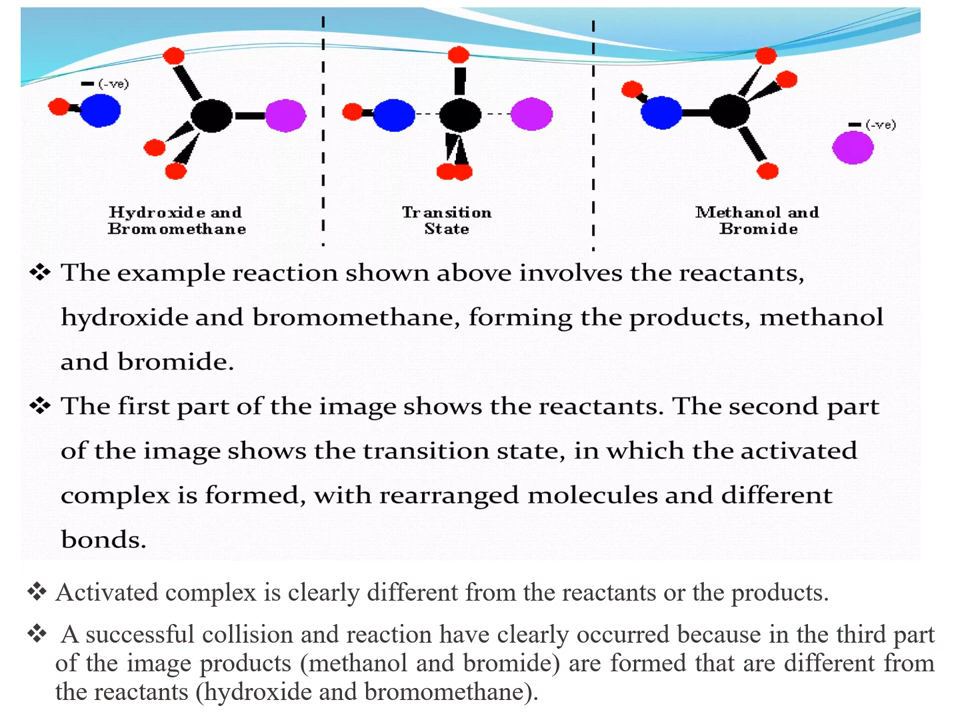 (-ve)
(-ve)
Hydroxide and
Bromomethane
Transition
State
Methanol and
Bromide
❖ The example reaction shown above involves the reactants,
hydroxide and bromomethane, forming the products, methanol
and bromide.
❖ The first part of the image shows the reactants. The second part
of the image shows the transition state, in which the activated
complex is formed, with rearranged molecules and different
bonds.
❖ Activated complex is clearly different from the reactants or the products.
❖ A successful collision and reaction have clearly occurred because in the third part
of the image products (methanol and bromide) are formed that are different from
the reactants (hydroxide and bromomethane).